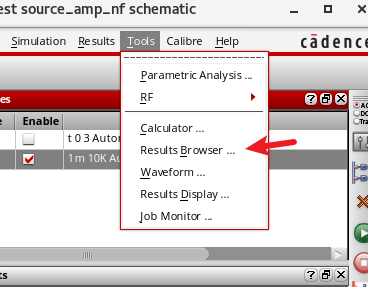 est source_amp_nf schematic
Simulation Results Tools Calibre Help cādence
Parametric Analysis ...
RF
Calculator ...
Results Browser ...
Waveform ...
Results Display ...
Job Monitor ...
es
e Enable
t 0 3 Autor
1m 10K Au
AC
DC
Tra
ts